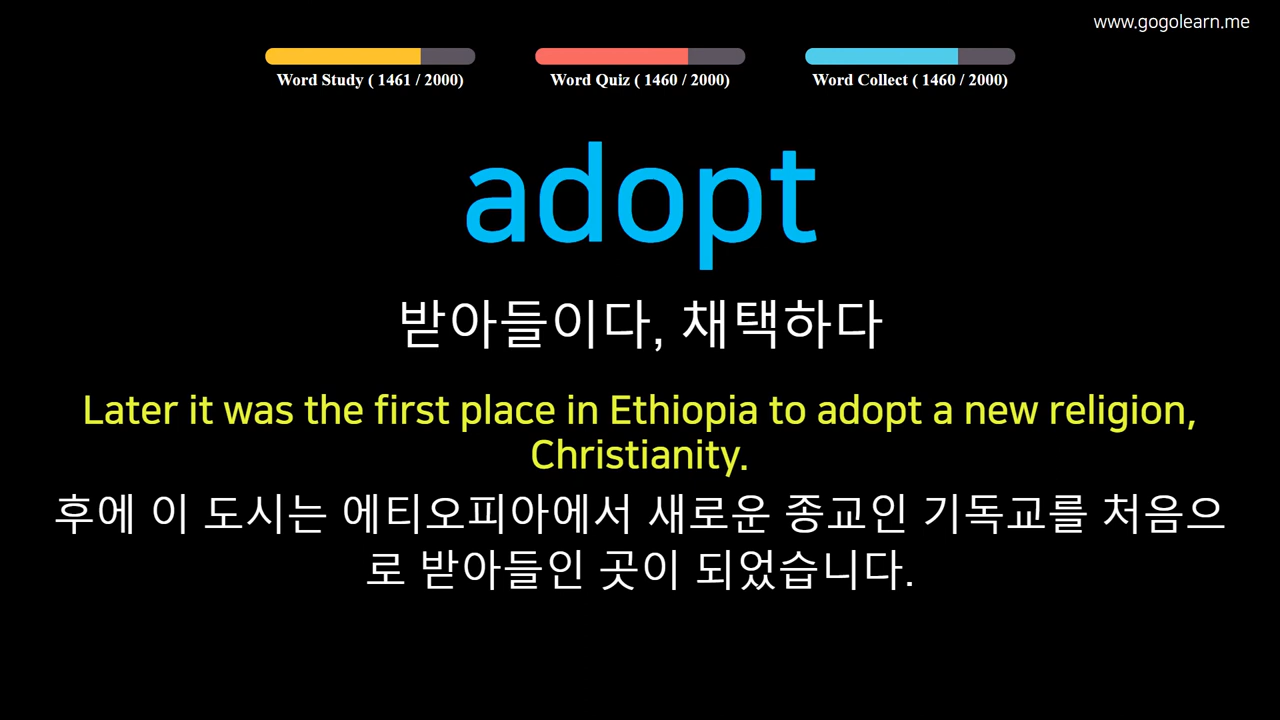 www.gogolearn.me
Word Study ( 1461 / 2000)
Word Quiz ( 1460 / 2000)
Word Collect ( 1460 / 2000)
adopt
받아들이다, 채택하다
Later it was the first place in Ethiopia to adopt a new religion,
Christianity.
후에 이 도시는 에티오피아에서 새로운 종교인 기독교를 처음으
로 받아들인 곳이 되었습니다.